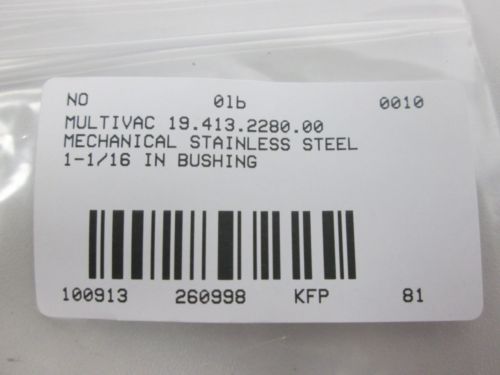 NO 0lb 0010
MULTIVAC 19.413.2280.00
MECHANICAL STAINLESS STEEL
1-1/16 IN BUSHING
100913 260998 KFP 81